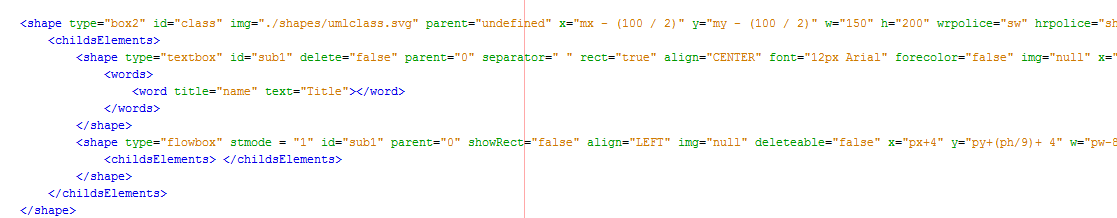 <shape type="box2" id="class" img="./shapes/umlclass.svg" parent="undefined" x="mx - (100 / 2)" y="my - (100 / 2)" w="150" h="200" wrpolice="sw" hrpolice="sh
<childsElements>
<shape type="textbox" id="sub1" delete="false" parent="0" separator=" " rect="true" align="CENTER" font="12px Arial" forecolor="false" img="null" x="
<words>
<word title="name" text="Title"></word>
</words>
</shape>
<shape type="flowbox" stmode = "1" id="sub1" parent="0" showRect="false" align="LEFT" img="null" deleteable="false" x="px+4" y="py+(ph/9)+ 4" w="pw-8
<childsElements> </childsElements>
</shape>
</childsElements>
</shape>